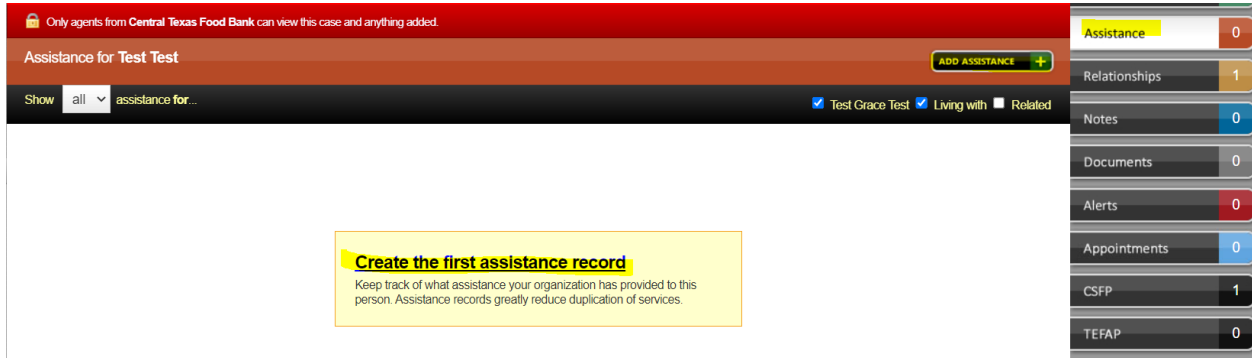 Only agents from Central Texas Food Bank can view this case and anything added.
Assistance for Test Test
ADD ASSISTANCE +
Show all assistance for...
Test Grace Test Living with Related
Create the first assistance record
Keep track of what assistance your organization has provided to this
person. Assistance records greatly reduce duplication of services.
Assistance 0
Relationships 1
Notes 0
Documents 0
Alerts 0
Appointments 0
CSFP 1
TEFAP 0